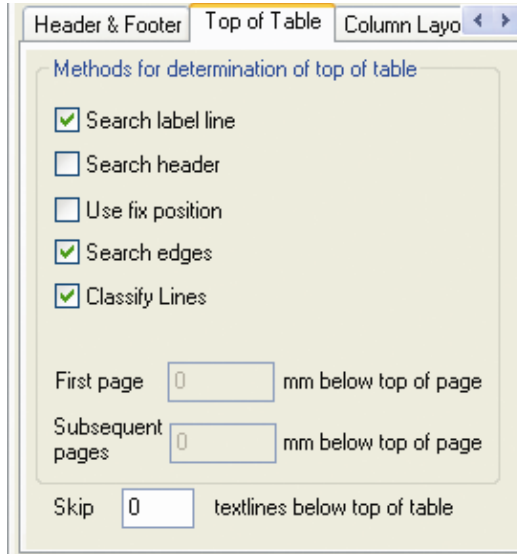 Header & Footer Top of Table Column Layo
Methods for determination of top of table
Search label line
Search header
Use fix position
Search edges
Classify Lines
First page 0 mm below top of page
Subsequent
pages 0 mm below top of page
Skip 0 textlines below top of table